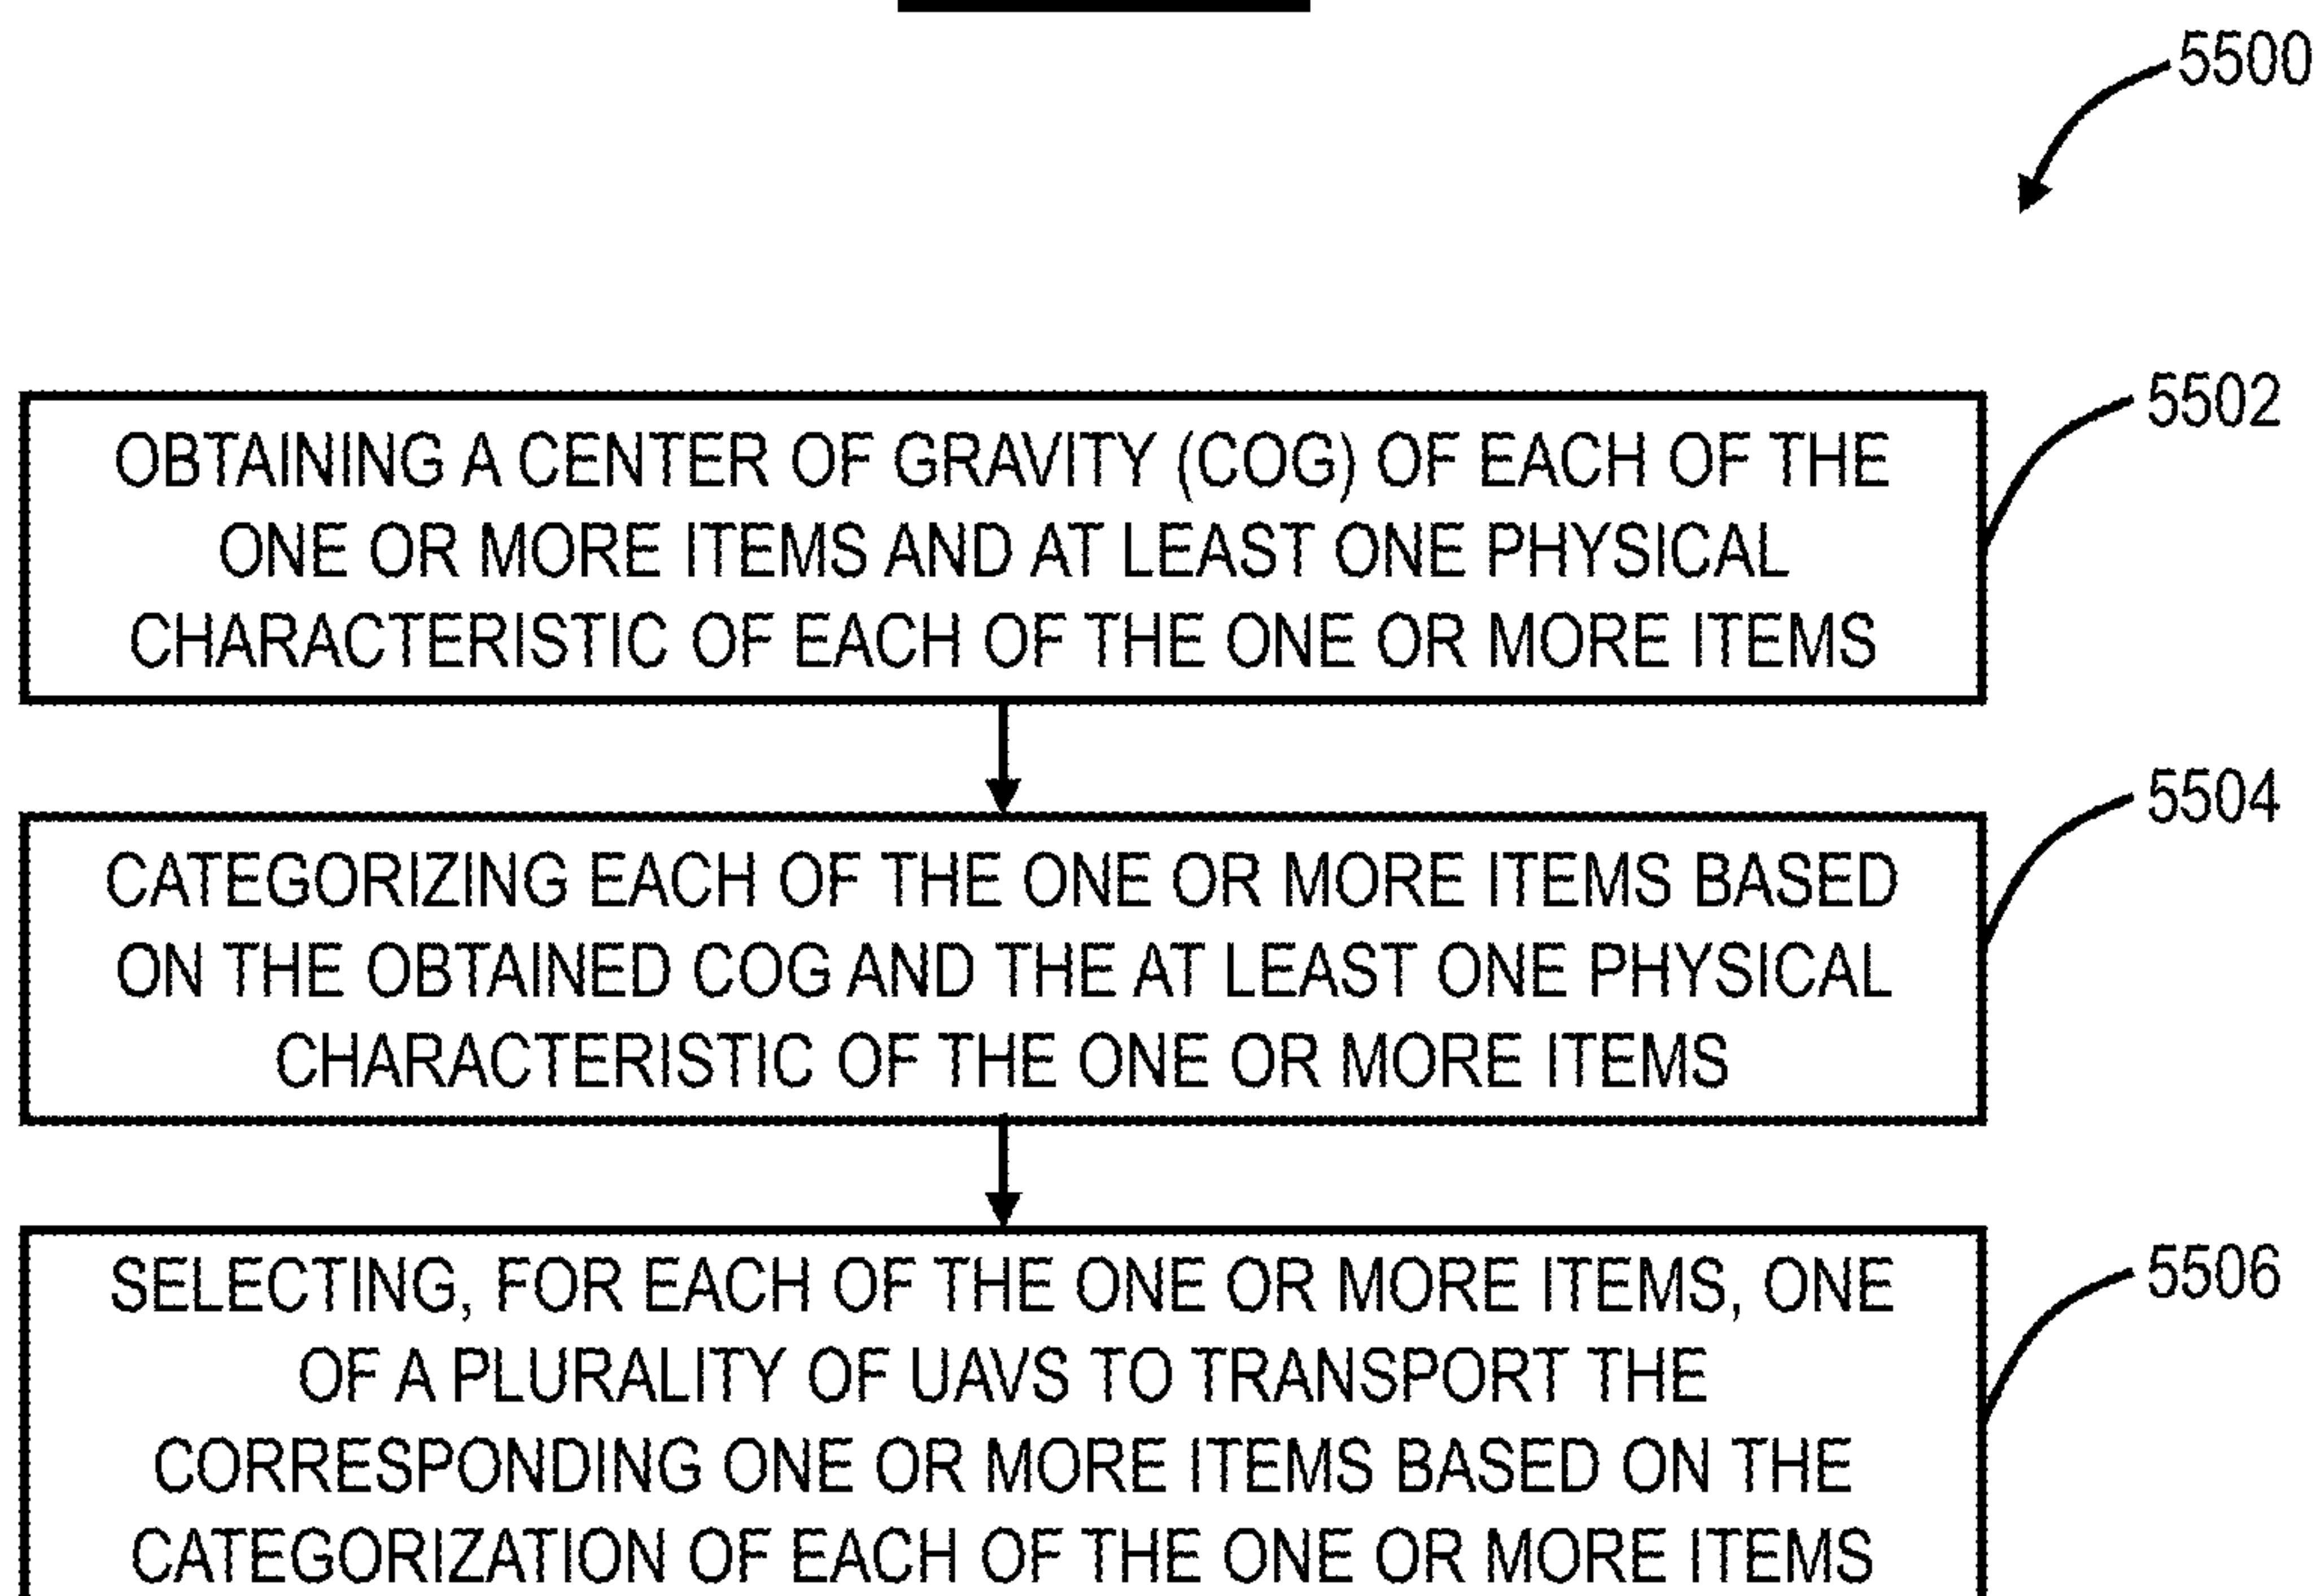 5500
5502
OBTAINING A CENTER OF GRAVITY (COG) OF EACH OF THE
ONE OR MORE ITEMS AND AT LEAST ONE PHYSICAL
CHARACTERISTIC OF EACH OF THE ONE OR MORE ITEMS
5504
CATEGORIZING EACH OF THE ONE OR MORE ITEMS BASED
ON THE OBTAINED COG AND THE AT LEAST ONE PHYSICAL
CHARACTERISTIC OF THE ONE OR MORE ITEMS
5506
SELECTING, FOR EACH OF THE ONE OR MORE ITEMS, ONE
OF A PLURALITY OF UAVS TO TRANSPORT THE
CORRESPONDING ONE OR MORE ITEMS BASED ON THE
CATEGORIZATION OF EACH OF THE ONE OR MORE ITEMS